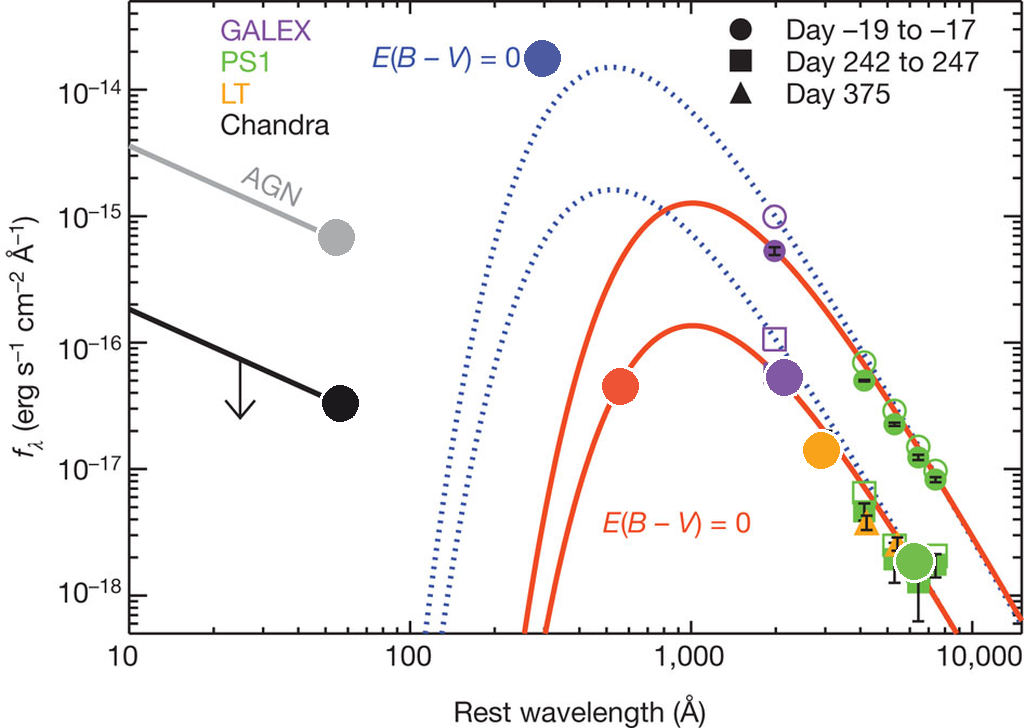 GALEX
PS1
LT
Chandra
E(B – V) = 0
Day –19 to –17
Day 242 to 247
Day 375
AGN
E(B – V) = 0
10–14
10–15
10–16
10–17
10–18
fλ (erg s–1 cm–2 Å–1)
10
100
1,000
10,000
Rest wavelength (Å)